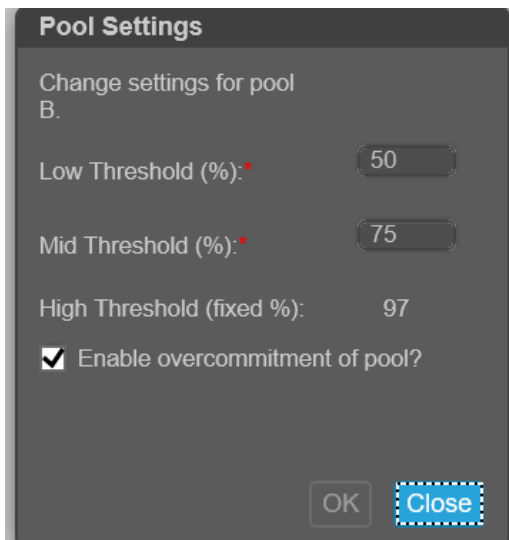 Pool Settings
Change settings for pool
B.
Low Threshold (%):* 50
Mid Threshold (%):* 75
High Threshold (fixed %): 97
Enable overcommitment of pool?
OK Close